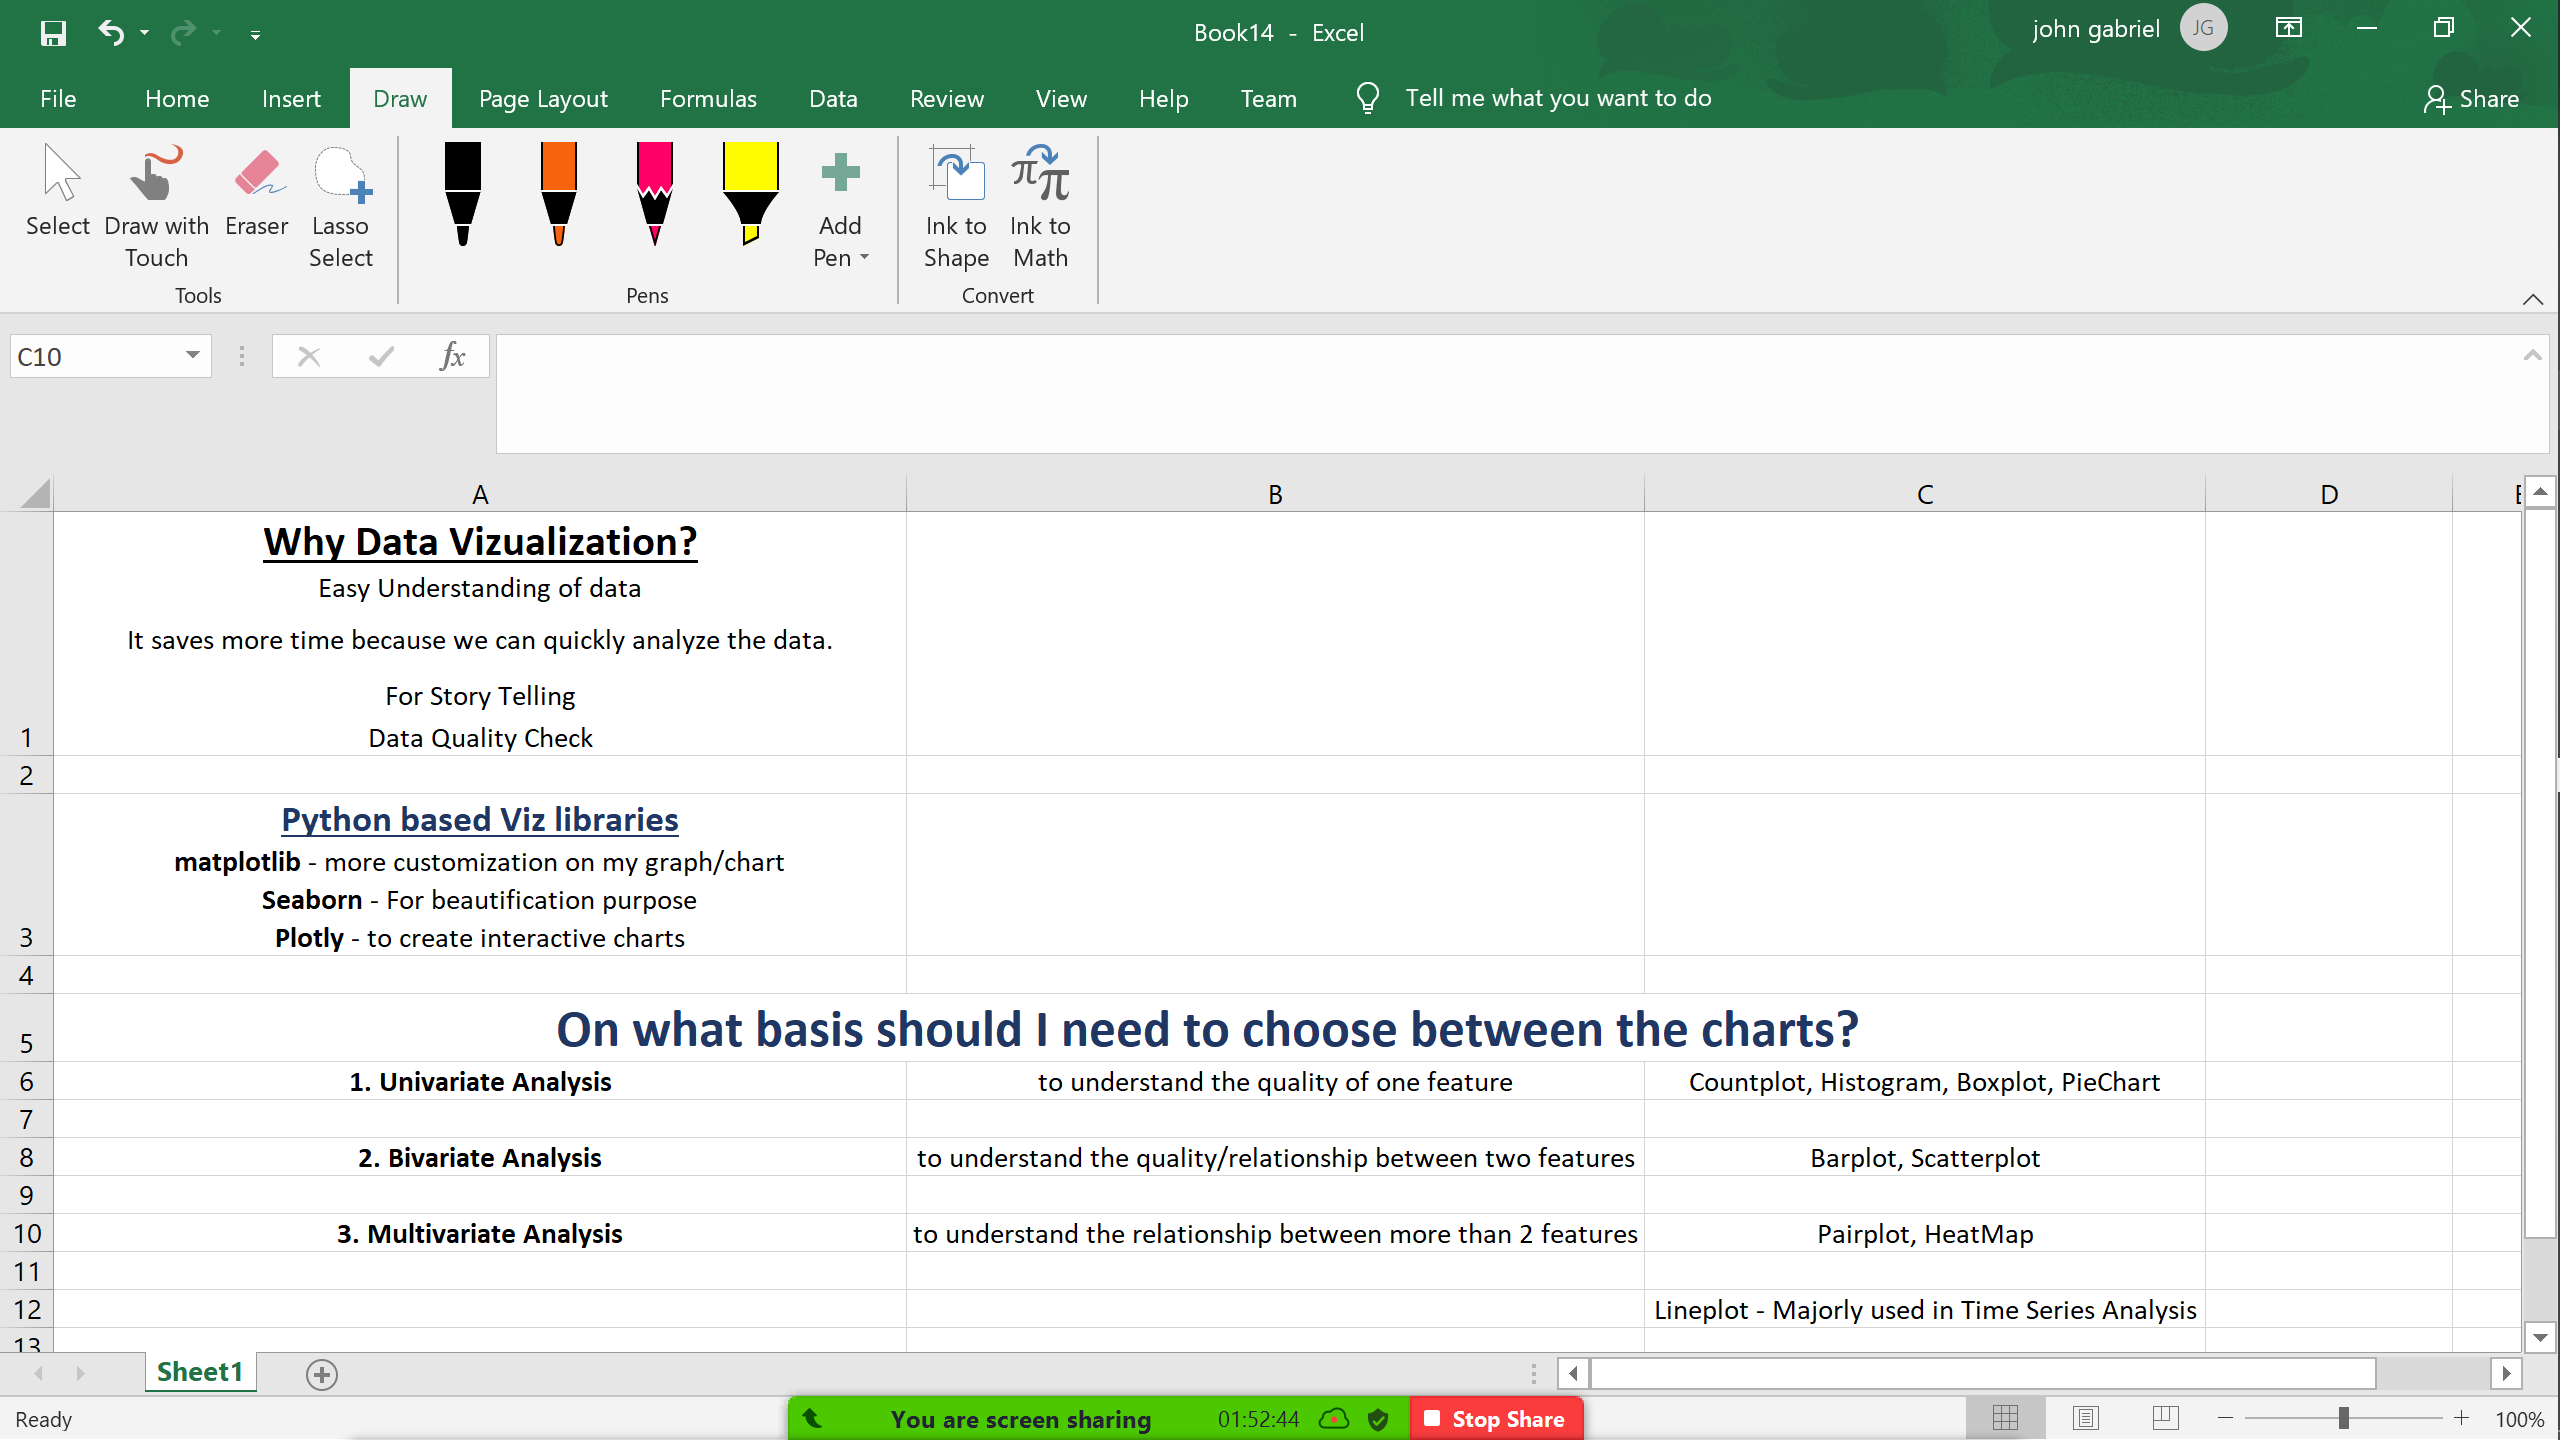 Book14 - Excel
john gabriel JG
File Home Insert Draw Page Layout Formulas Data Review View Help Team Tell me what you want to do Share
Select Draw with Touch Eraser Lasso Select Add Pen Ink to Shape Ink to Math
Tools Pens Convert
C10 fx
A B C D
1
Why Data Vizualization?
Easy Understanding of data
It saves more time because we can quickly analyze the data.
For Story Telling
Data Quality Check
2
3
Python based Viz libraries
matplotlib - more customization on my graph/chart
Seaborn - For beautification purpose
Plotly - to create interactive charts
4
5 On what basis should I need to choose between the charts?
6 1. Univariate Analysis to understand the quality of one feature Countplot, Histogram, Boxplot, PieChart
7
8 2. Bivariate Analysis to understand the quality/relationship between two features Barplot, Scatterplot
9
10 3. Multivariate Analysis to understand the relationship between more than 2 features Pairplot, HeatMap
11
12 Lineplot - Majorly used in Time Series Analysis
13
Sheet1
Ready You are screen sharing 01:52:44 Stop Share 100%